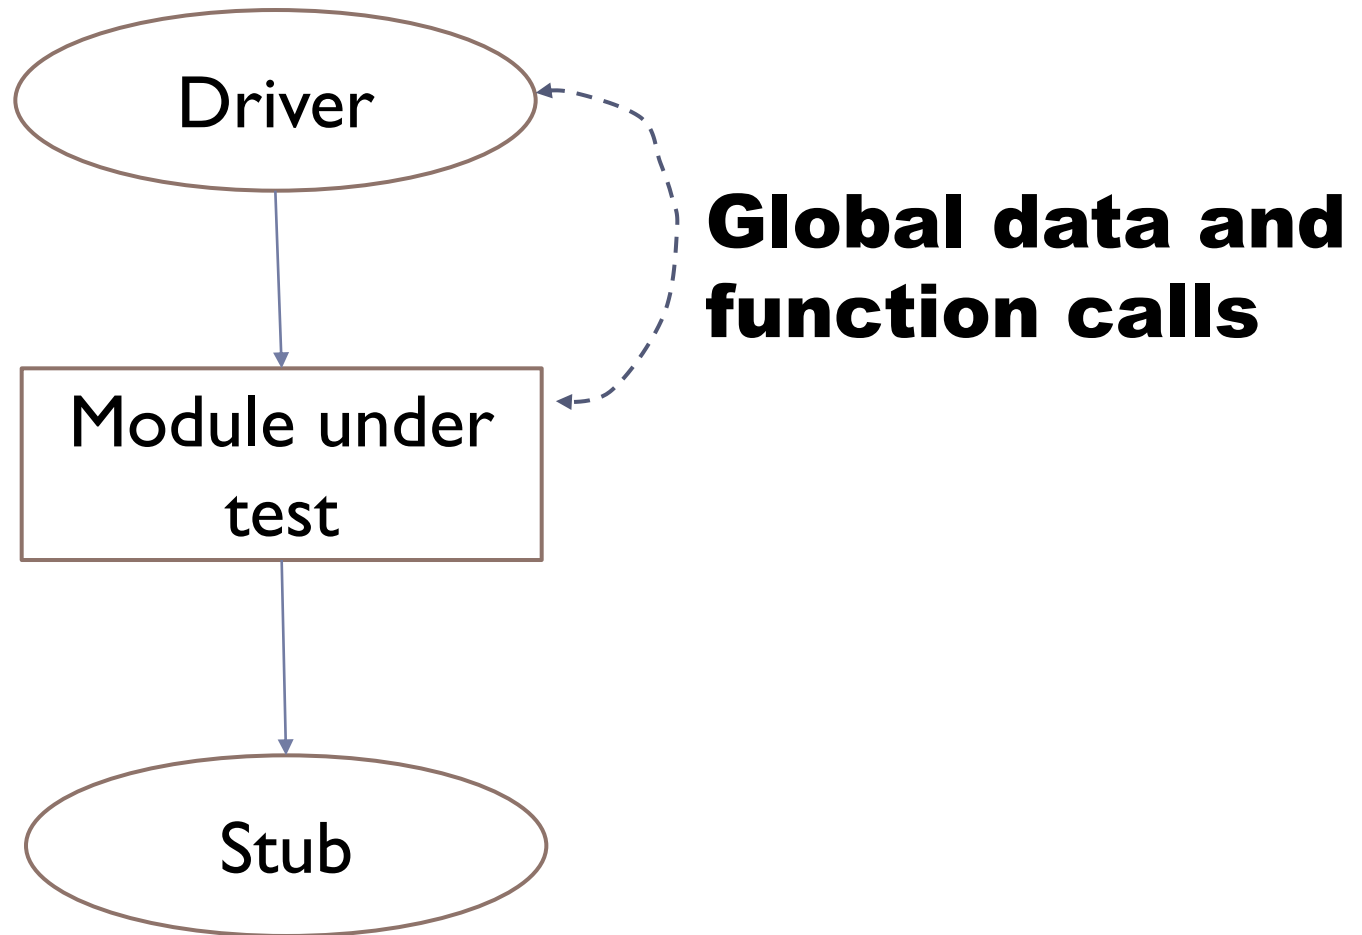 Driver
Global data and
function calls
Module under
test
Stub